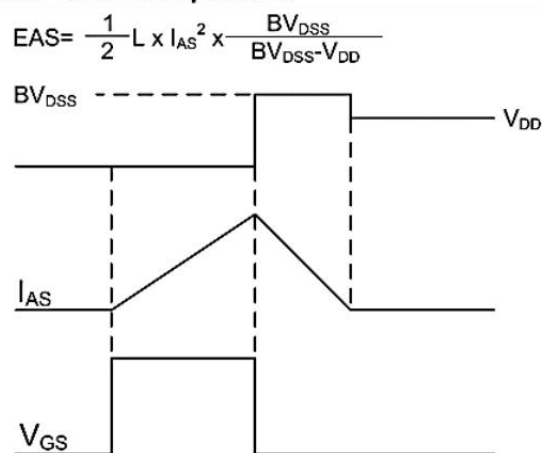 EAS= 1/2 L x IAS² x BVDSS / BVDSS-VDD
BVDSS
VDD
IAS
VGS